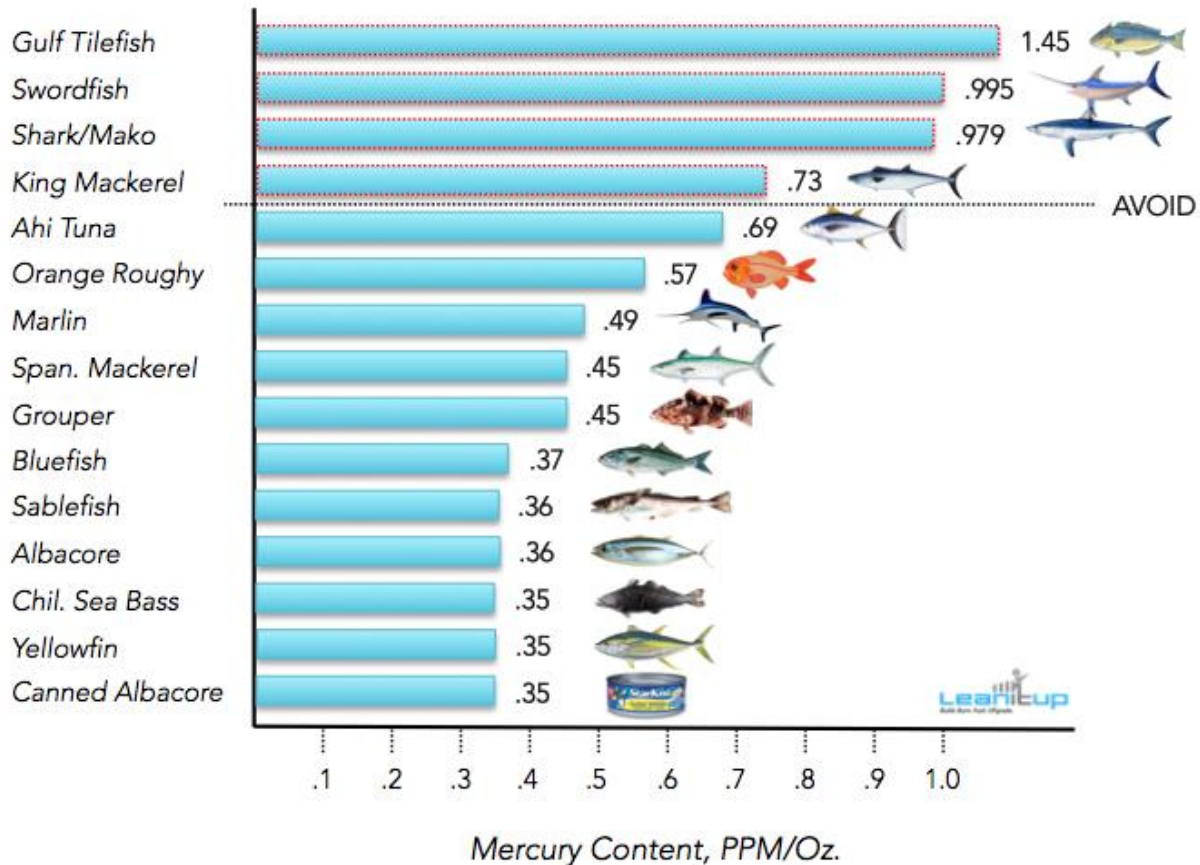 Gulf Tilefish 1.45
Swordfish .995
Shark/Mako .979
King Mackerel .73
AVOID
Ahi Tuna .69
Orange Roughy .57
Marlin .49
Span. Mackerel .45
Grouper .45
Bluefish .37
Sablefish .36
Albacore .36
Chil. Sea Bass .35
Yellowfin .35
Canned Albacore .35
StarKist
Leanitup
.1 .2 .3 .4 .5 .6 .7 .8 .9 1.0
Mercury Content, PPM/Oz.